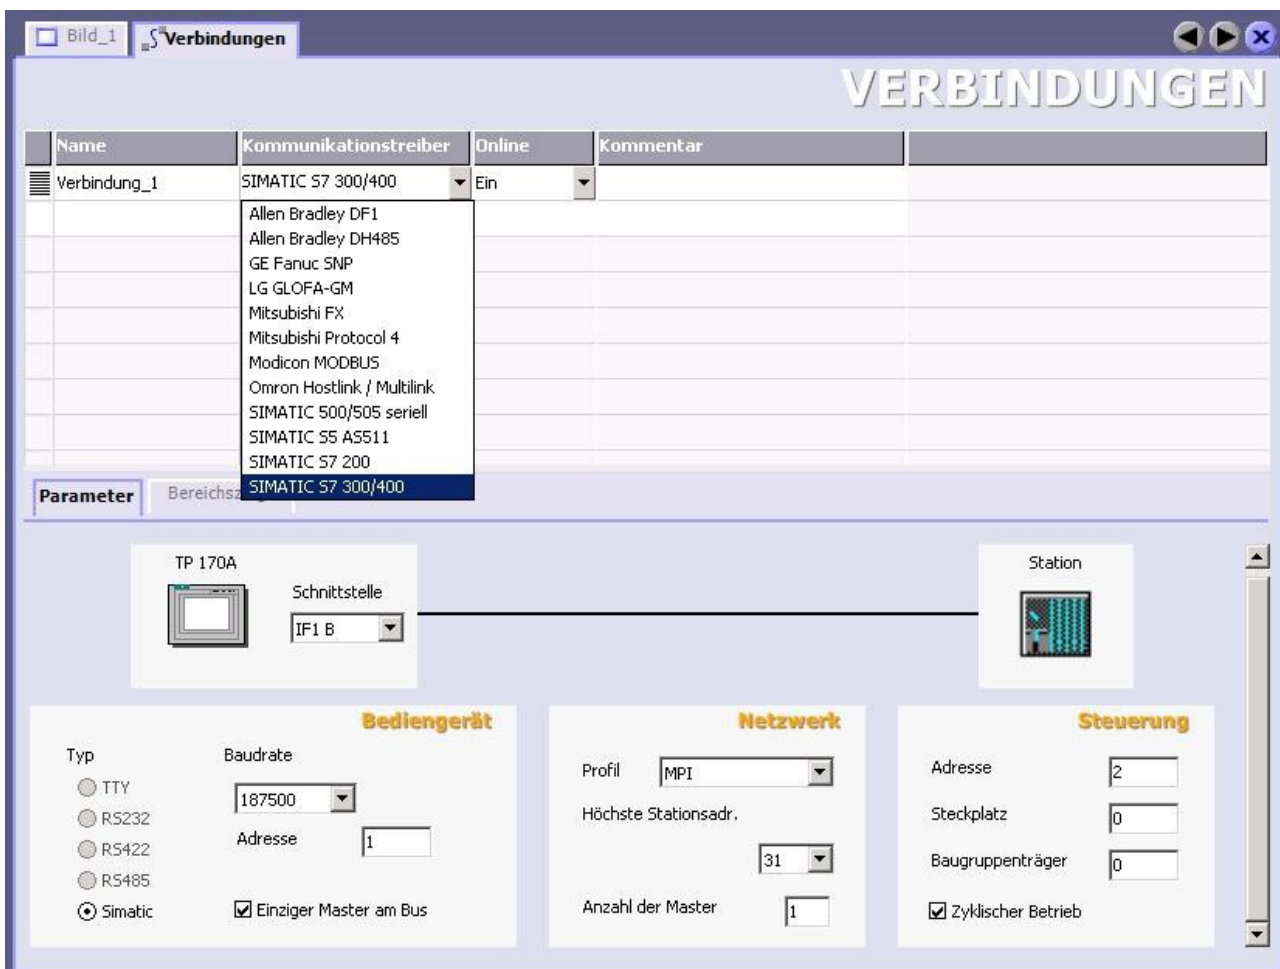 Bild_1 Verbindungen
VERBINDUNGEN
Name Kommunikationstreiber Online Kommentar
Verbindung_1 SIMATIC S7 300/400 Ein
Allen Bradley DF1
Allen Bradley DH485
GE Fanuc SNP
LG GLOFA-GM
Mitsubishi FX
Mitsubishi Protocol 4
Modicon MODBUS
Omron Hostlink / Multilink
SIMATIC 500/505 seriell
SIMATIC S5 AS511
SIMATIC S7 200
SIMATIC S7 300/400
Parameter
TP 170A
Schnittstelle
IF1 B
Station
Bediengerät
Typ
TTY
RS232
RS422
RS485
Simatic
Baudrate
187500
Adresse 1
Einziger Master am Bus
Netzwerk
Profil MPI
Höchste Stationsadr.
31
Anzahl der Master 1
Steuerung
Adresse 2
Steckplatz 0
Baugruppenträger 0
Zyklischer Betrieb